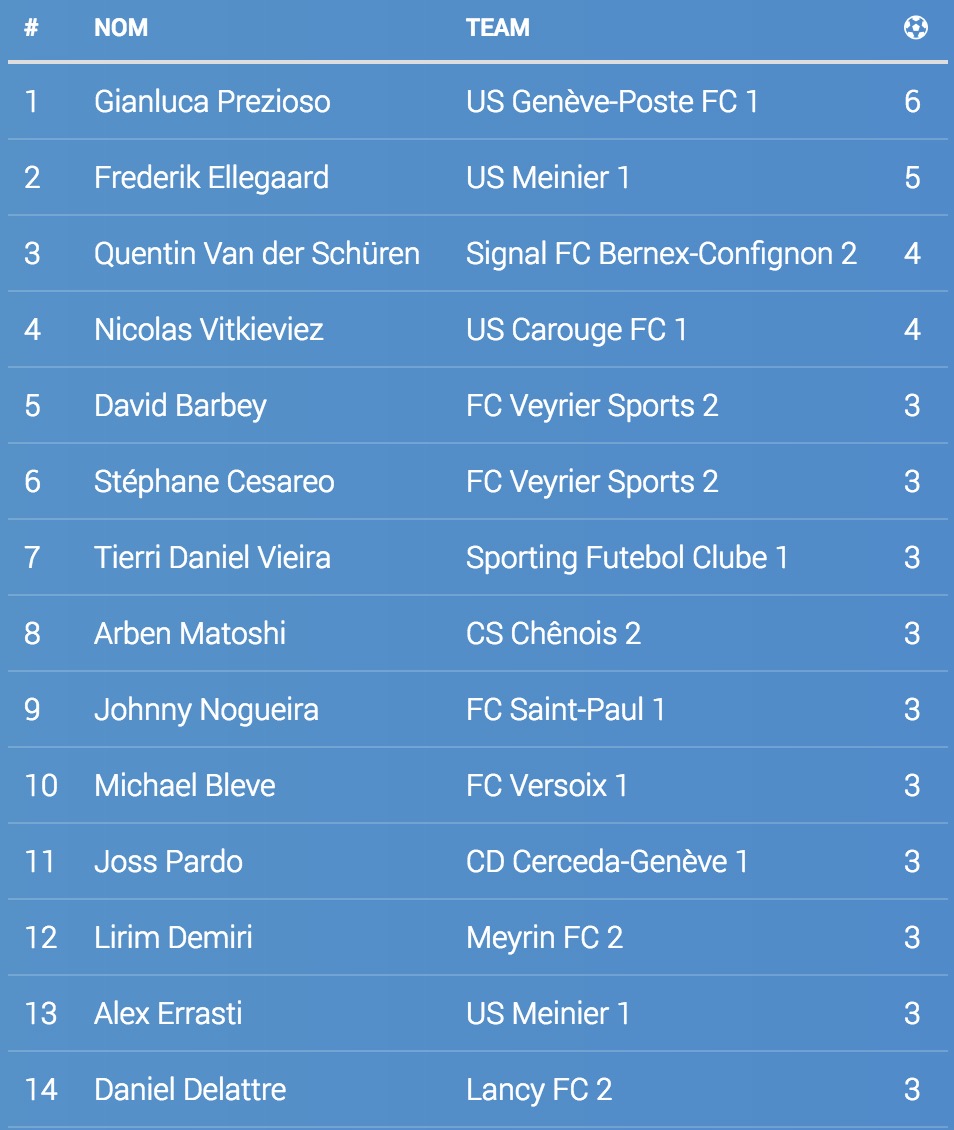 # NOM TEAM
1 Gianluca Prezioso US Genève-Poste FC 1 6
2 Frederik Ellegaard US Meinier 1 5
3 Quentin Van der Schüren Signal FC Bernex-Confignon 2 4
4 Nicolas Vitkieviez US Carouge FC 1 4
5 David Barbey FC Veyrier Sports 2 3
6 Stéphane Cesareo FC Veyrier Sports 2 3
7 Tierri Daniel Vieira Sporting Futebol Clube 1 3
8 Arben Matoshi CS Chênois 2 3
9 Johnny Nogueira FC Saint-Paul 1 3
10 Michael Bleve FC Versoix 1 3
11 Joss Pardo CD Cerceda-Genève 1 3
12 Lirim Demiri Meyrin FC 2 3
13 Alex Errasti US Meinier 1 3
14 Daniel Delattre Lancy FC 2 3